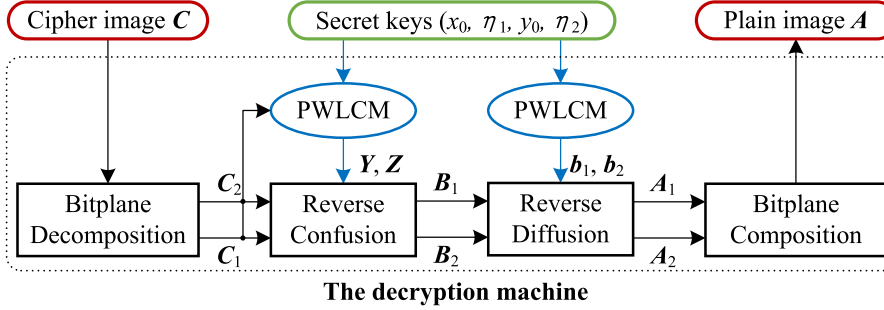 Cipher image C
Secret keys (x₀, η₁, y₀, η₂)
Plain image A
PWLCM
PWLCM
Y, Z
b₁, b₂
C₂
B₁
A₁
Bitplane
Decomposition
Reverse
Confusion
Reverse
Diffusion
Bitplane
Composition
C₁
B₂
A₂
The decryption machine